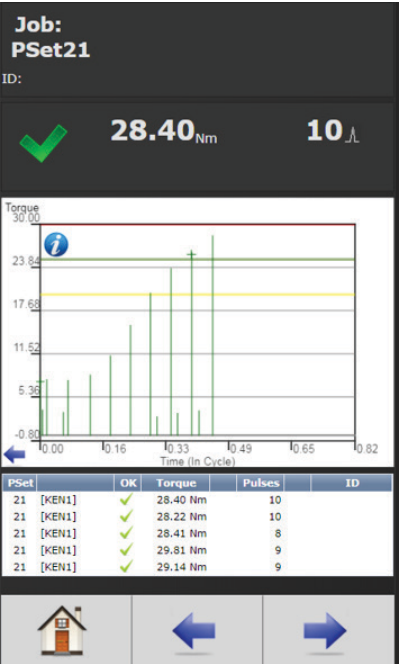 Job:
PSet21
ID:
28.40 Nm 10
Torque
30.00
23.84
17.68
11.52
5.36
-0.80
0.00 0.16 0.33 0.49 0.65 0.82
Time (In Cycle)
PSet OK Torque Pulses ID
21 [KEN1] 28.40 Nm 10
21 [KEN1] 28.22 Nm 10
21 [KEN1] 28.41 Nm 8
21 [KEN1] 29.81 Nm 9
21 [KEN1] 29.14 Nm 9